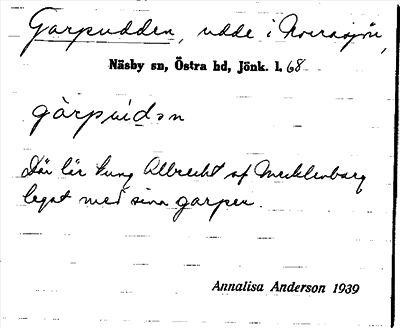 Garpudden, udde i Norrasjön,
Näsby sn, Östra hd, Jönk. l. 68
gàrpùdən
Där lär kung Albrecht af Mecklenburg
legat med sina garper.
Annalisa Anderson 1939